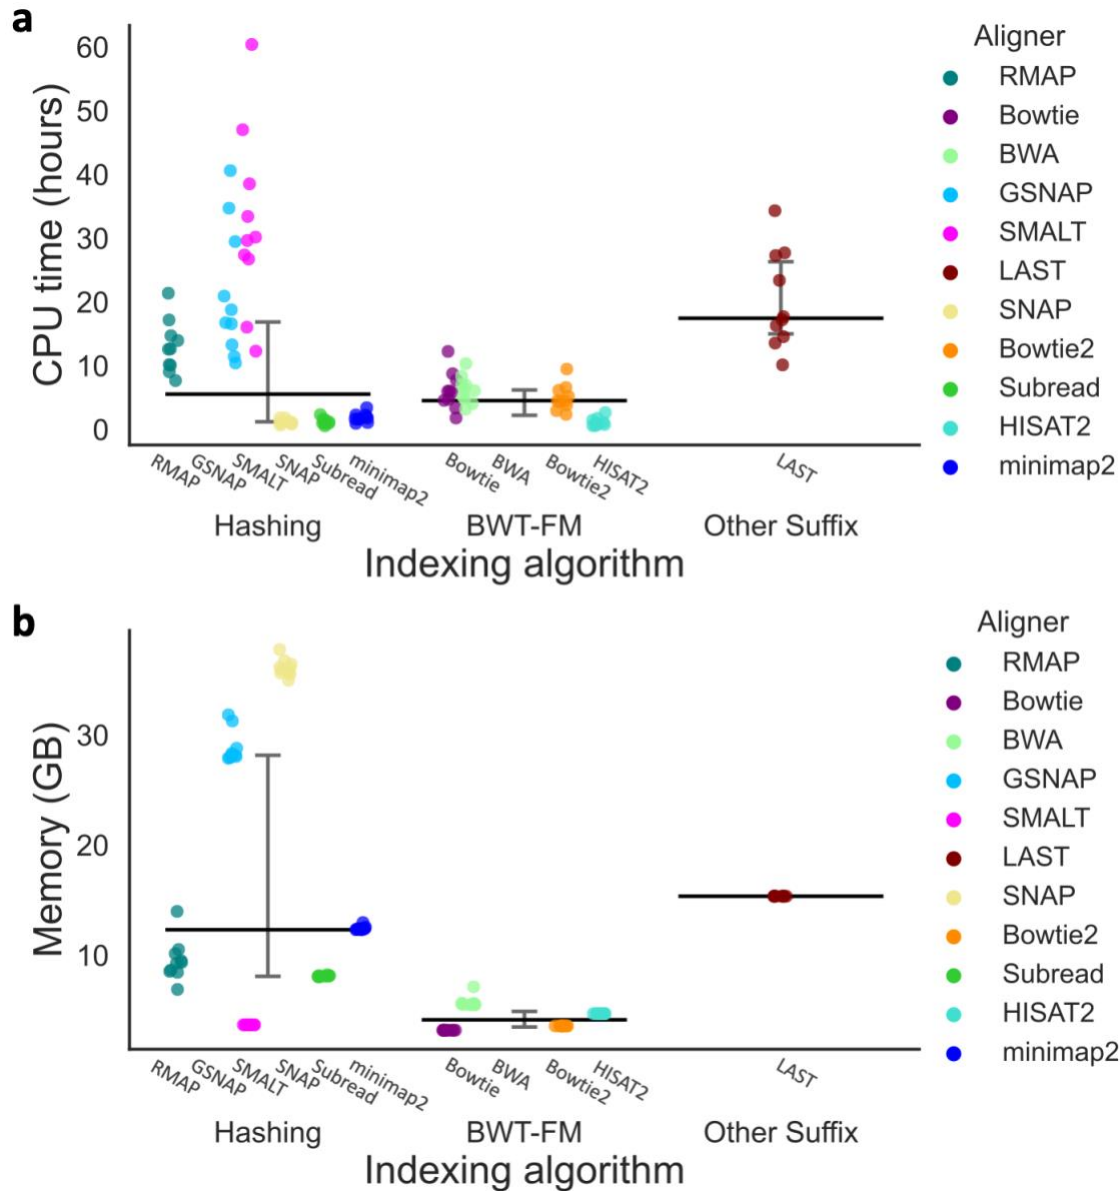 a
CPU time (hours)
60
50
40
30
20
10
0
RMAP
GSNAP
SMALT
SNAP
Subread
minimap2
Bowtie
BWA
Bowtie2
HISAT2
LAST
Hashing
BWT-FM
Other Suffix
Indexing algorithm
Aligner
RMAP
Bowtie
BWA
GSNAP
SMALT
LAST
SNAP
Bowtie2
Subread
HISAT2
minimap2
b
Memory (GB)
30
20
10
RMAP
GSNAP
SMALT
SNAP
Subread
minimap2
Bowtie
BWA
Bowtie2
HISAT2
LAST
Hashing
BWT-FM
Other Suffix
Indexing algorithm
Aligner
RMAP
Bowtie
BWA
GSNAP
SMALT
LAST
SNAP
Bowtie2
Subread
HISAT2
minimap2